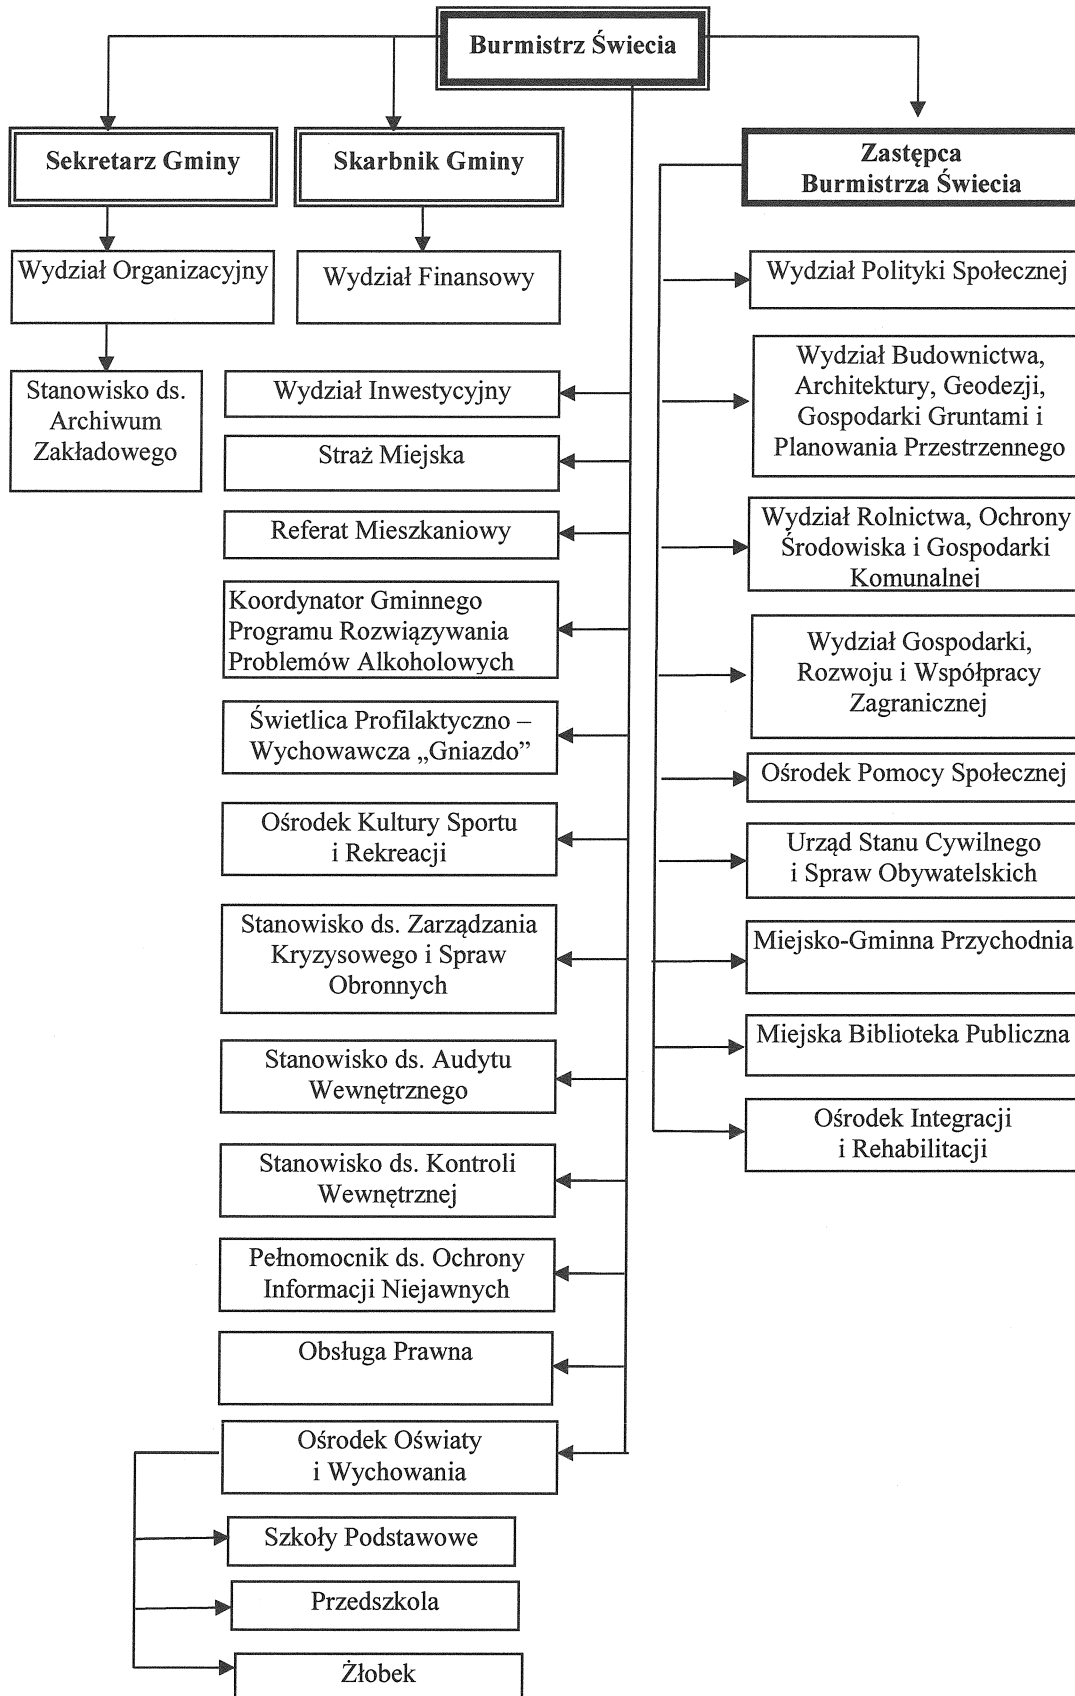 Burmistrz Świecia
Sekretarz Gminy
Skarbnik Gminy
Zastępca
Burmistrza Świecia
Wydział Organizacyjny
Wydział Finansowy
Stanowisko ds.
Archiwum
Zakładowego
Wydział Inwestycyjny
Straż Miejska
Referat Mieszkaniowy
Koordynator Gminnego
Programu Rozwiązywania
Problemów Alkoholowych
Świetlica Profilaktyczno –
Wychowawcza „Gniazdo”
Ośrodek Kultury Sportu
i Rekreacji
Stanowisko ds. Zarządzania
Kryzysowego i Spraw
Obronnych
Stanowisko ds. Audytu
Wewnętrznego
Stanowisko ds. Kontroli
Wewnętrznej
Pełnomocnik ds. Ochrony
Informacji Niejawnych
Obsługa Prawna
Ośrodek Oświaty
i Wychowania
Szkoły Podstawowe
Przedszkola
Żłobek
Wydział Polityki Społecznej
Wydział Budownictwa,
Architektury, Geodezji,
Gospodarki Gruntami i
Planowania Przestrzennego
Wydział Rolnictwa, Ochrony
Środowiska i Gospodarki
Komunalnej
Wydział Gospodarki,
Rozwoju i Współpracy
Zagranicznej
Ośrodek Pomocy Społecznej
Urząd Stanu Cywilnego
i Spraw Obywatelskich
Miejsko-Gminna Przychodnia
Miejska Biblioteka Publiczna
Ośrodek Integracji
i Rehabilitacji